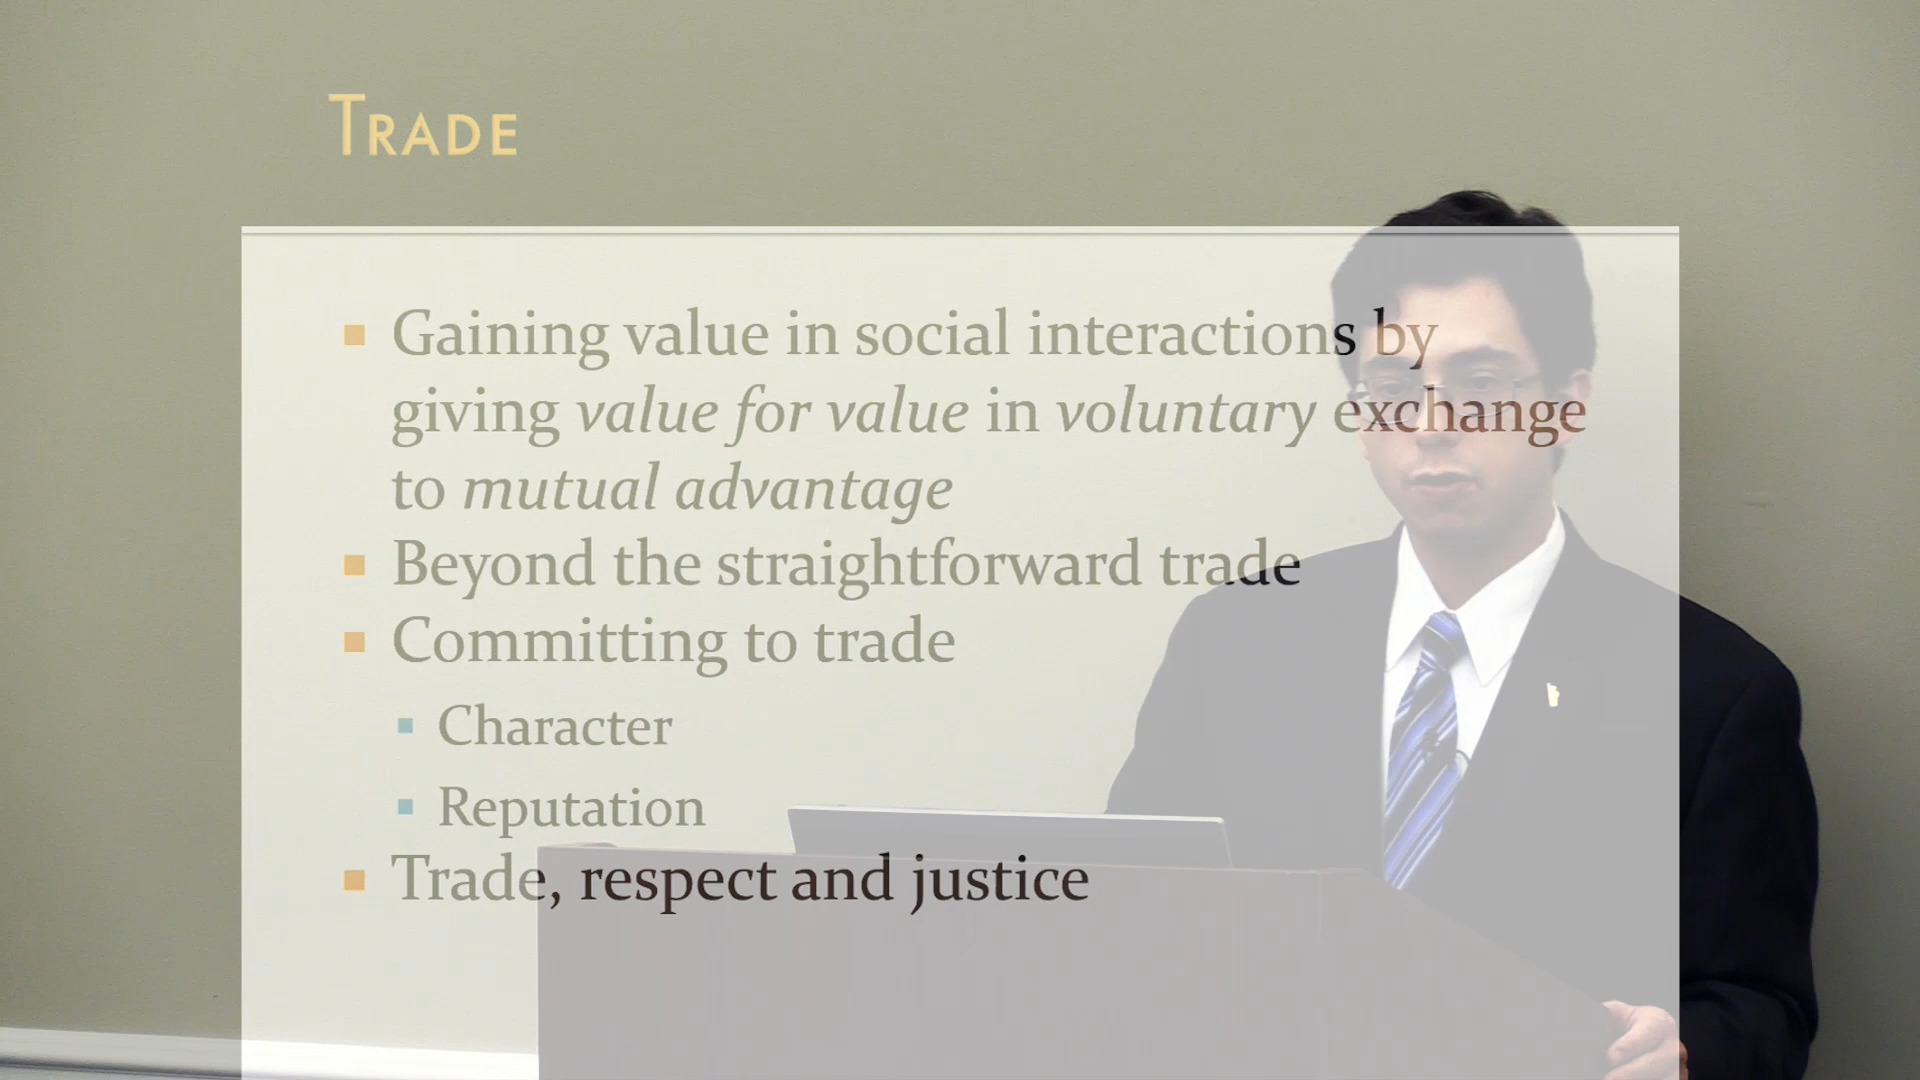 Trade
Gaining value in social interactions by
giving value for value in voluntary exchange
to mutual advantage
Beyond the straightforward trade
Committing to trade
Character
Reputation
Trade, respect and justice